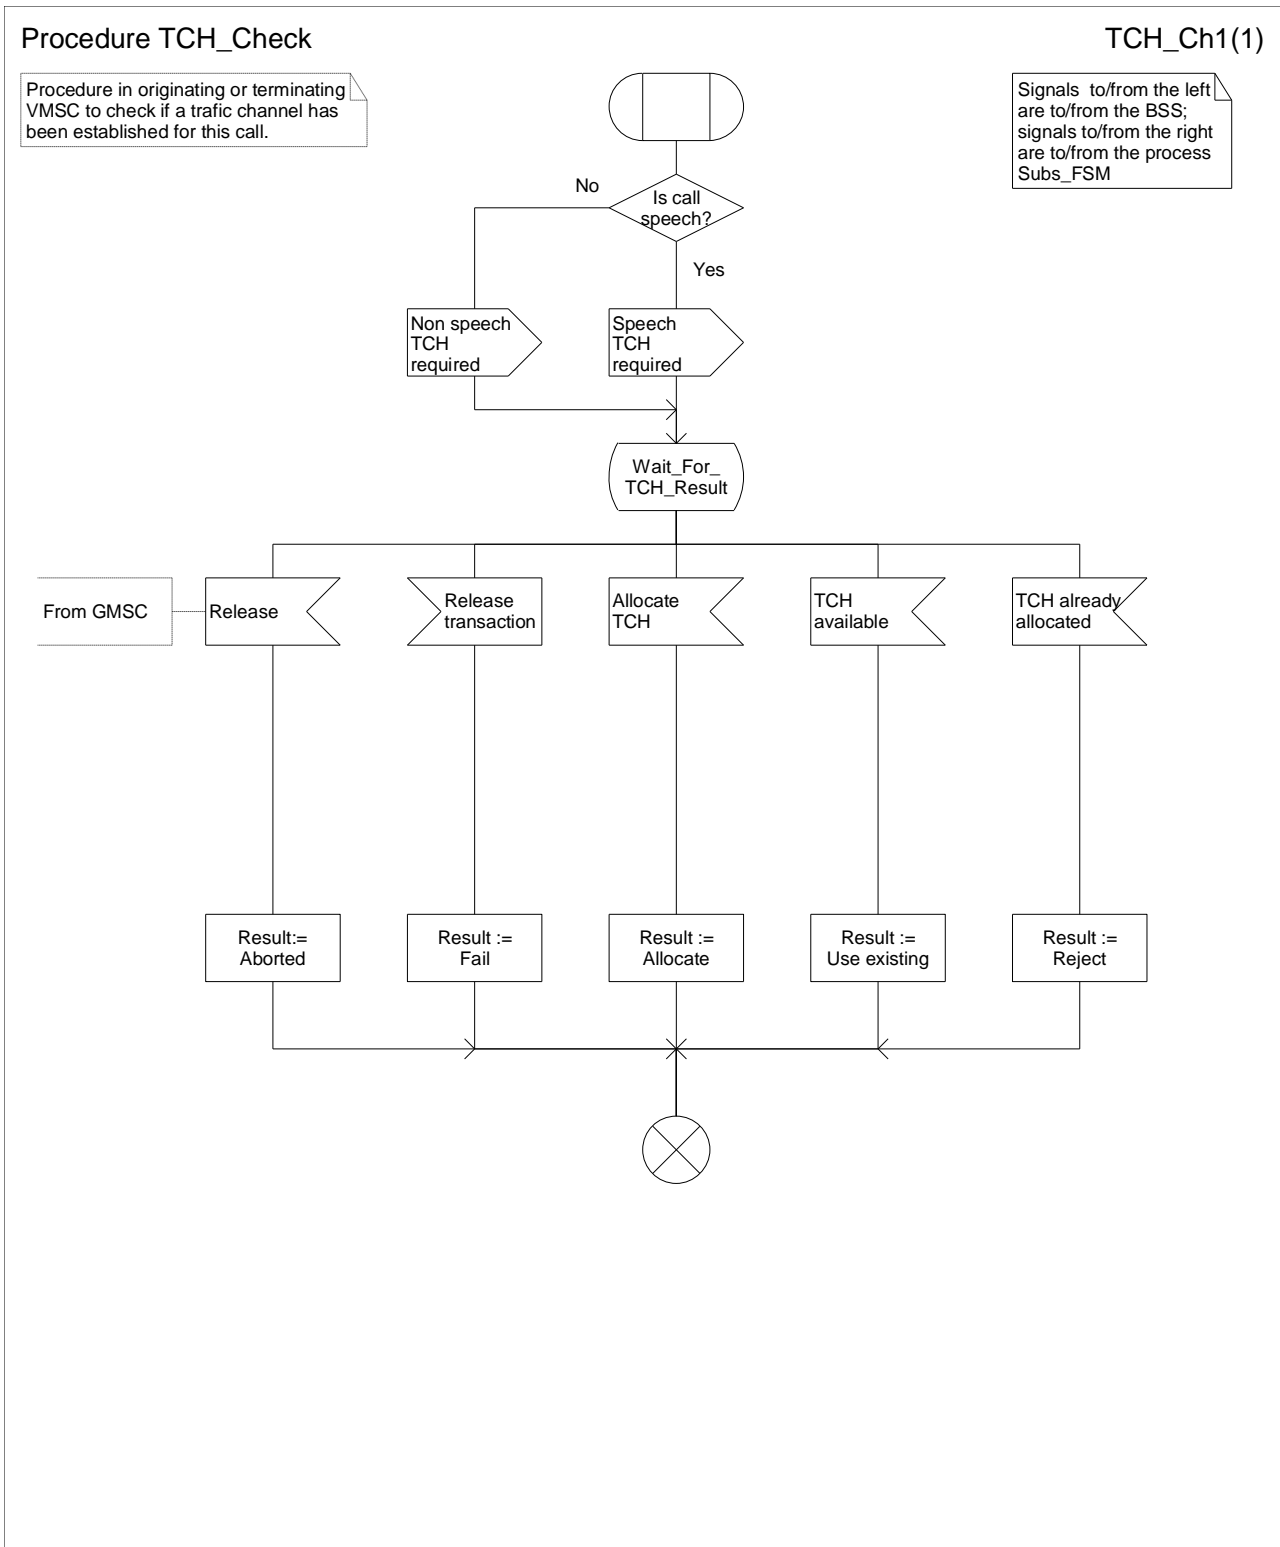 Procedure TCH_Check
TCH_Ch1(1)
Procedure in originating or terminating
VMSC to check if a trafic channel has
been established for this call.
Signals to/from the left
are to/from the BSS;
signals to/from the right
are to/from the process
Subs_FSM
No
Is call
speech?
Yes
Non speech
TCH
required
Speech
TCH
required
Wait_For_
TCH_Result
From GMSC
Release
Release
transaction
Allocate
TCH
TCH
available
TCH already
allocated
Result:=
Aborted
Result :=
Fail
Result :=
Allocate
Result :=
Use existing
Result :=
Reject